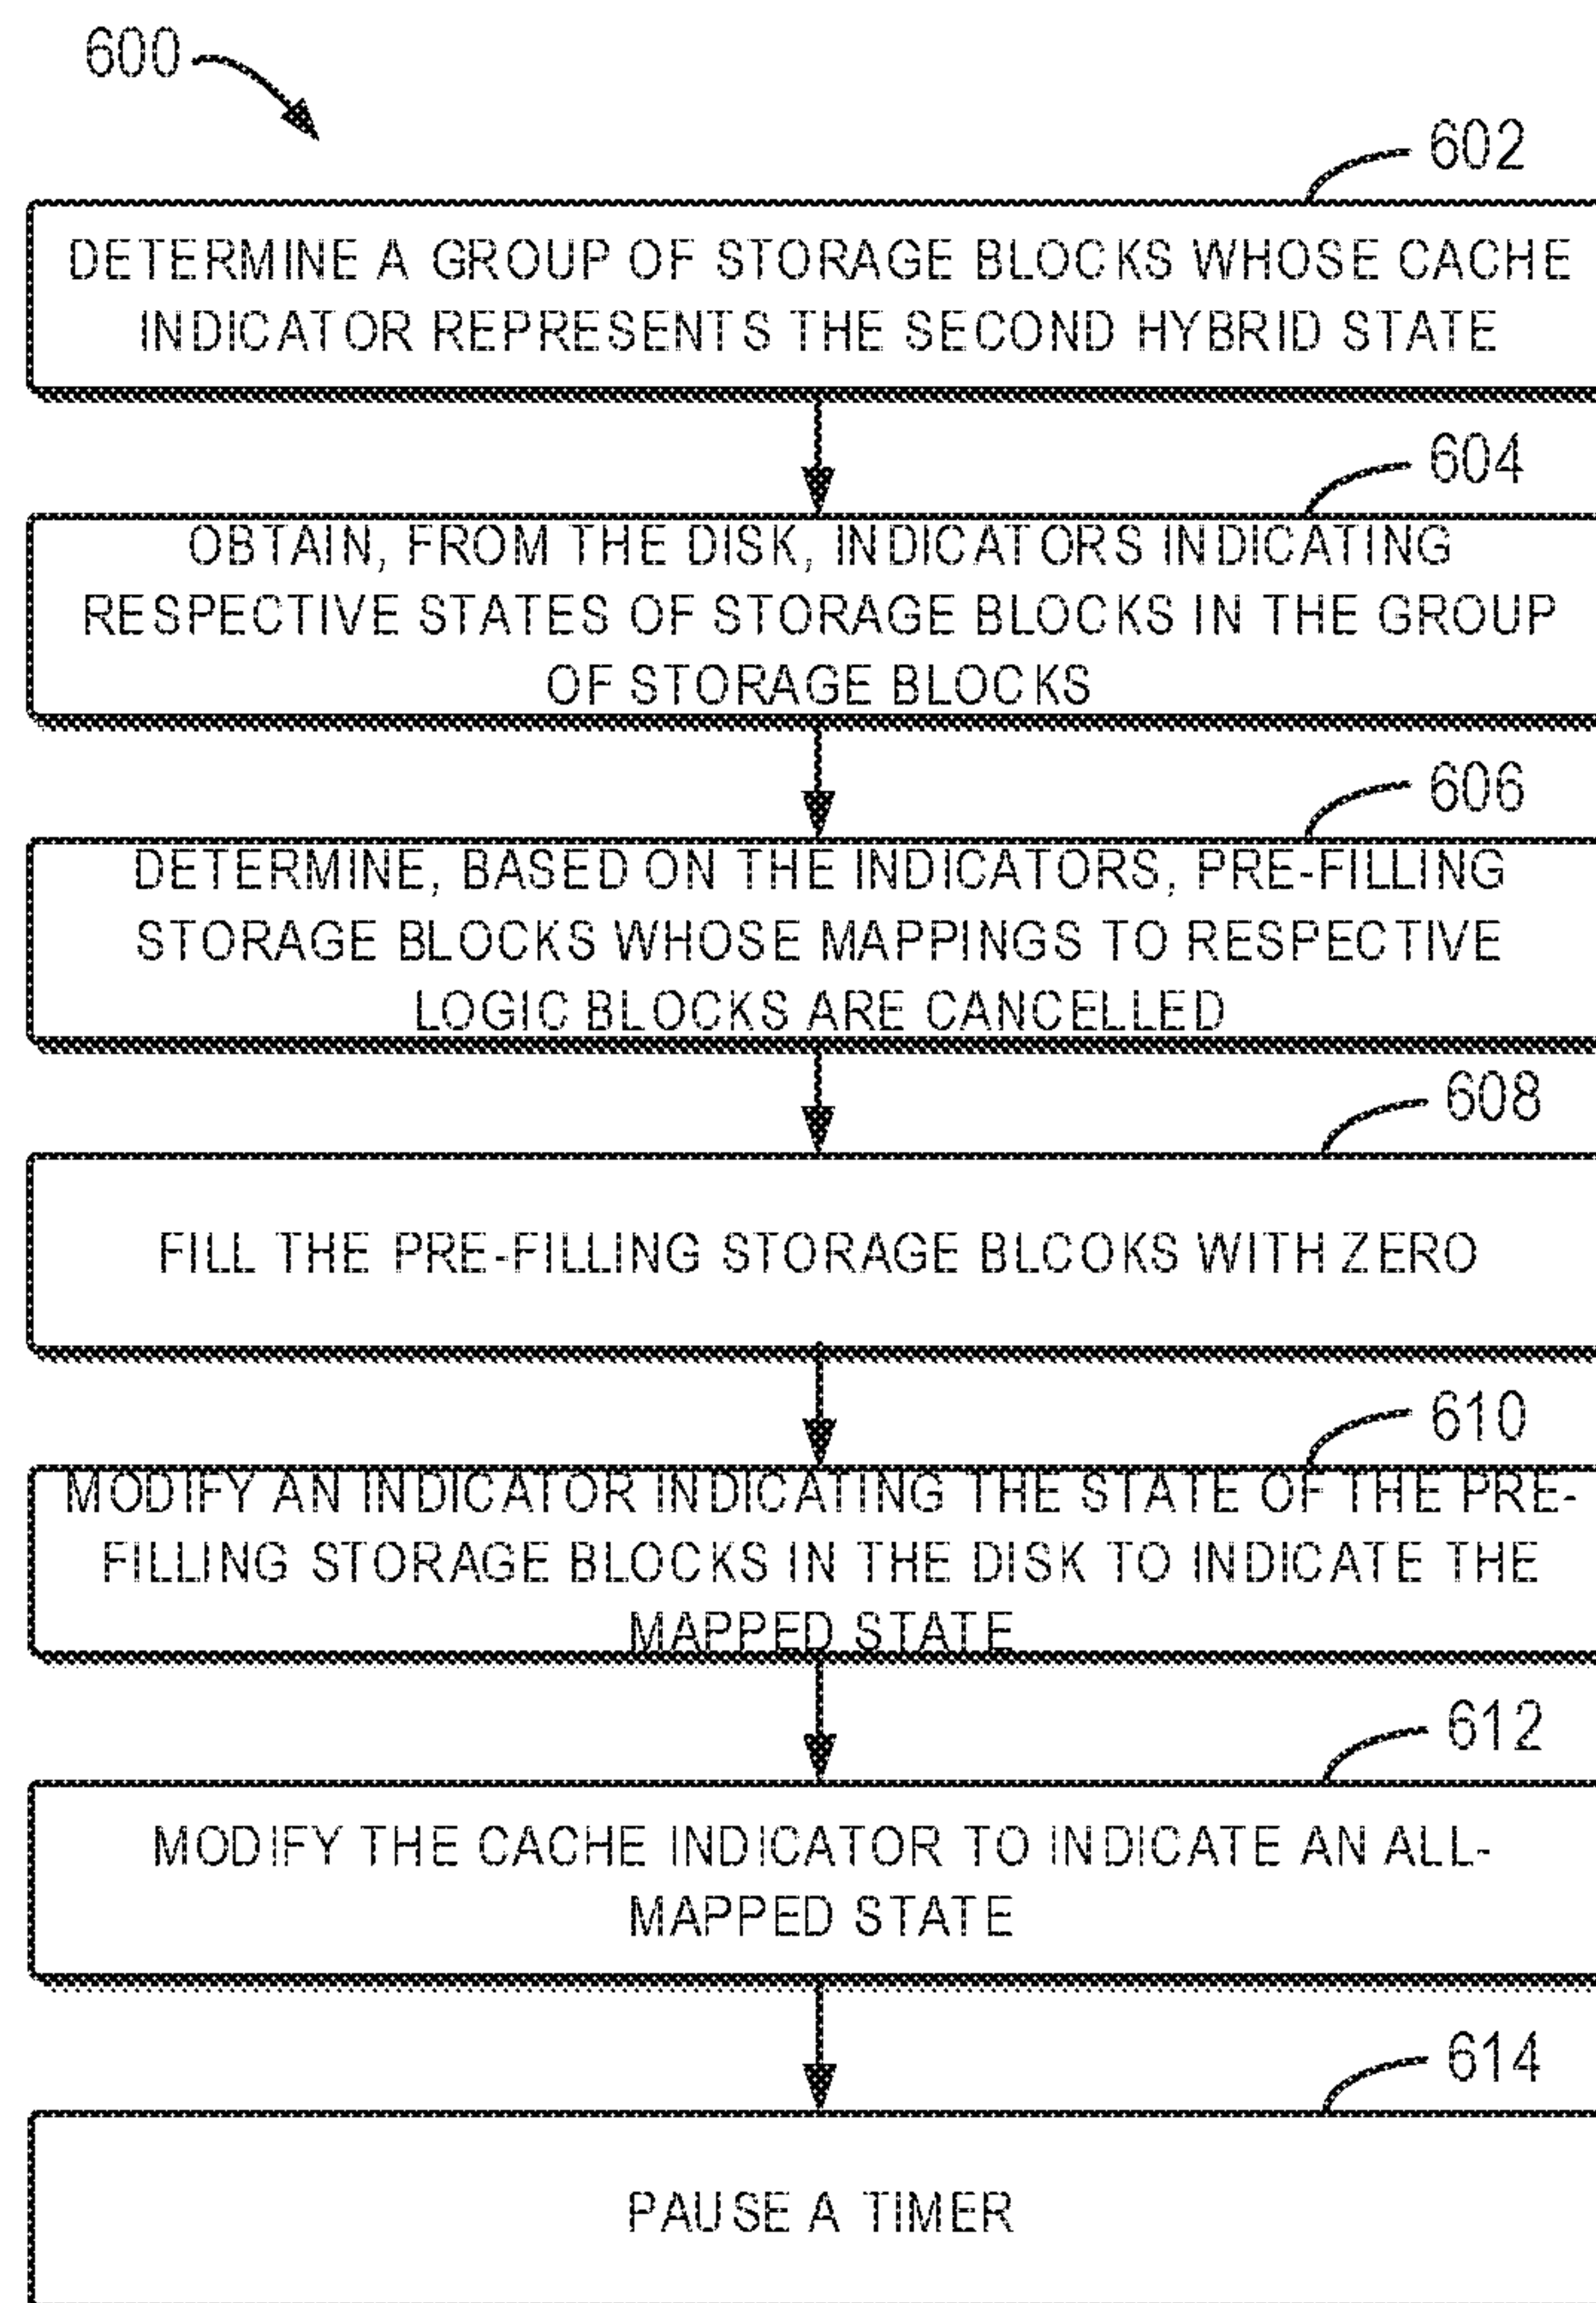 600
602
DETERMINE A GROUP OF STORAGE BLOCKS WHOSE CACHE
INDICATOR REPRESENTS THE SECOND HYBRID STATE
604
OBTAIN, FROM THE DISK, INDICATORS INDICATING
RESPECTIVE STATES OF STORAGE BLOCKS IN THE GROUP
OF STORAGE BLOCKS
606
DETERMINE, BASED ON THE INDICATORS, PRE-FILLING
STORAGE BLOCKS WHOSE MAPPINGS TO RESPECTIVE
LOGIC BLOCKS ARE CANCELLED
608
FILL THE PRE-FILLING STORAGE BLCOKS WITH ZERO
610
MODIFY AN INDICATOR INDICATING THE STATE OF THE PRE-
FILLING STORAGE BLOCKS IN THE DISK TO INDICATE THE
MAPPED STATE
612
MODIFY THE CACHE INDICATOR TO INDICATE AN ALL-
MAPPED STATE
614
PAUSE A TIMER